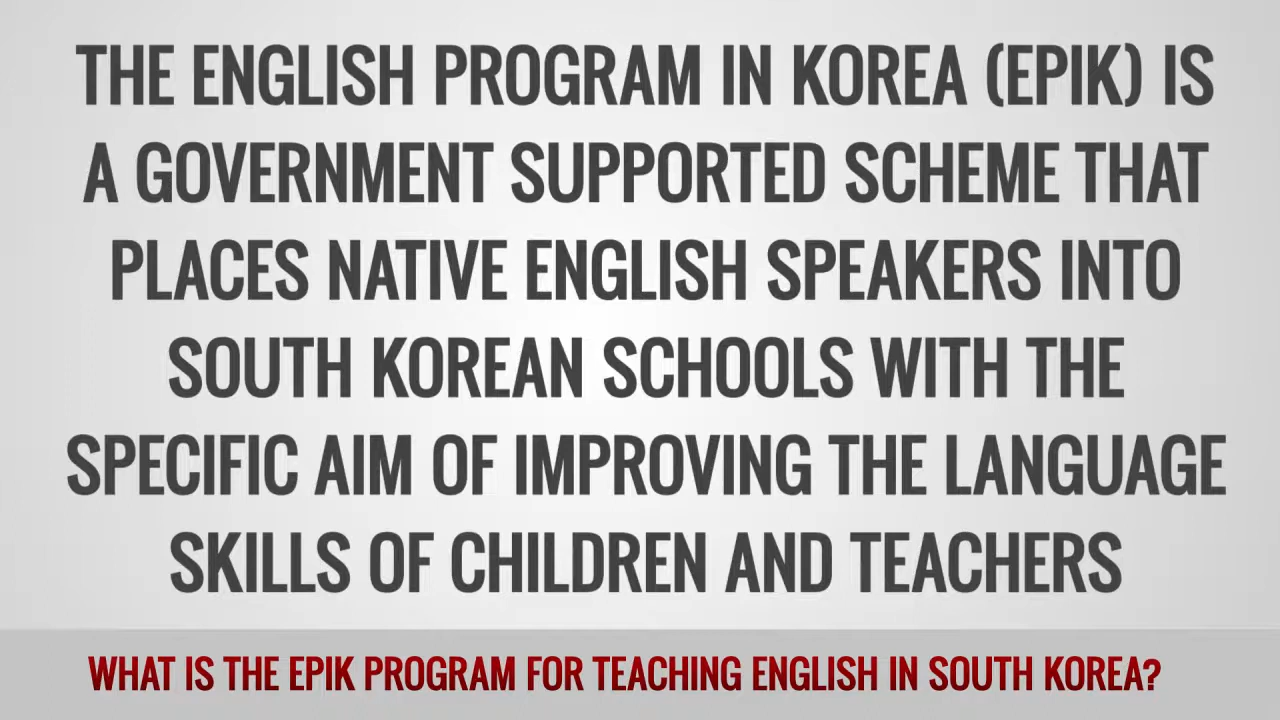 THE ENGLISH PROGRAM IN KOREA (EPIK) IS
A GOVERNMENT SUPPORTED SCHEME THAT
PLACES NATIVE ENGLISH SPEAKERS INTO
SOUTH KOREAN SCHOOLS WITH THE
SPECIFIC AIM OF IMPROVING THE LANGUAGE
SKILLS OF CHILDREN AND TEACHERS
WHAT IS THE EPIK PROGRAM FOR TEACHING ENGLISH IN SOUTH KOREA?